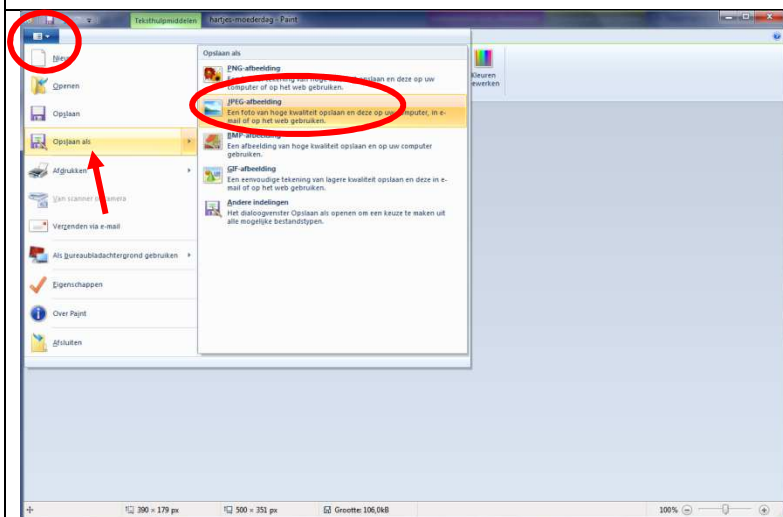 Teksthulpmiddelen
hartjes-moederdag - Paint
Opslaan als
Nieuw
PNG-afbeelding
computer of op het web gebruiken.
Openen
JPEG-afbeelding
Een foto van hoge kwaliteit opslaan en deze op uw computer, in e-
mail of op het web gebruiken.
Opslaan
BMP-afbeelding
Een afbeelding van hoge kwaliteit opslaan en op uw computer
gebruiken.
Opslaan als
GIF-afbeelding
Een eenvoudige tekening van lagere kwaliteit opslaan en deze in e-
mail of op het web gebruiken.
Afdrukken
Andere indelingen
Het dialoogvenster Opslaan als openen om een keuze te maken uit
alle mogelijke bestandstypen.
Van scanner of camera
Verzenden via e-mail
Als bureaubladachtergrond gebruiken
Eigenschappen
Over Paint
Afsluiten
Kleuren
bewerken
390 × 179 px
500 × 351 px
Grootte: 106,0kB
100%